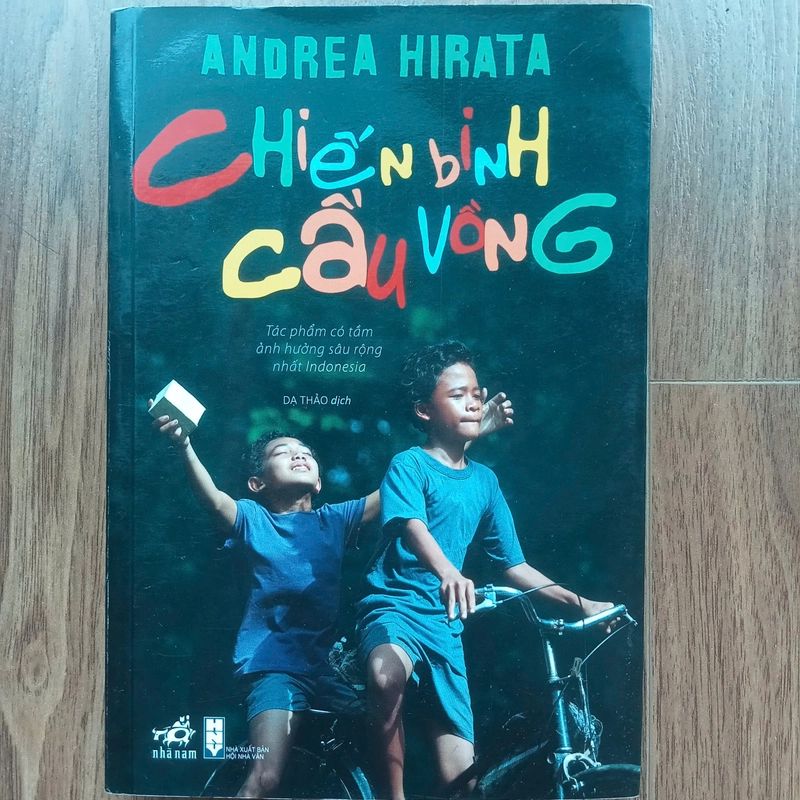 ANDREA HIRATA
CHiẾN biNH
CẦU VỒNG
Tác phẩm có tầm
ảnh hưởng sâu rộng
nhất Indonesia
DẠ THẢO dịch
nhã nam
HNV
NHÀ XUẤT BẢN
HỘI NHÀ VĂN